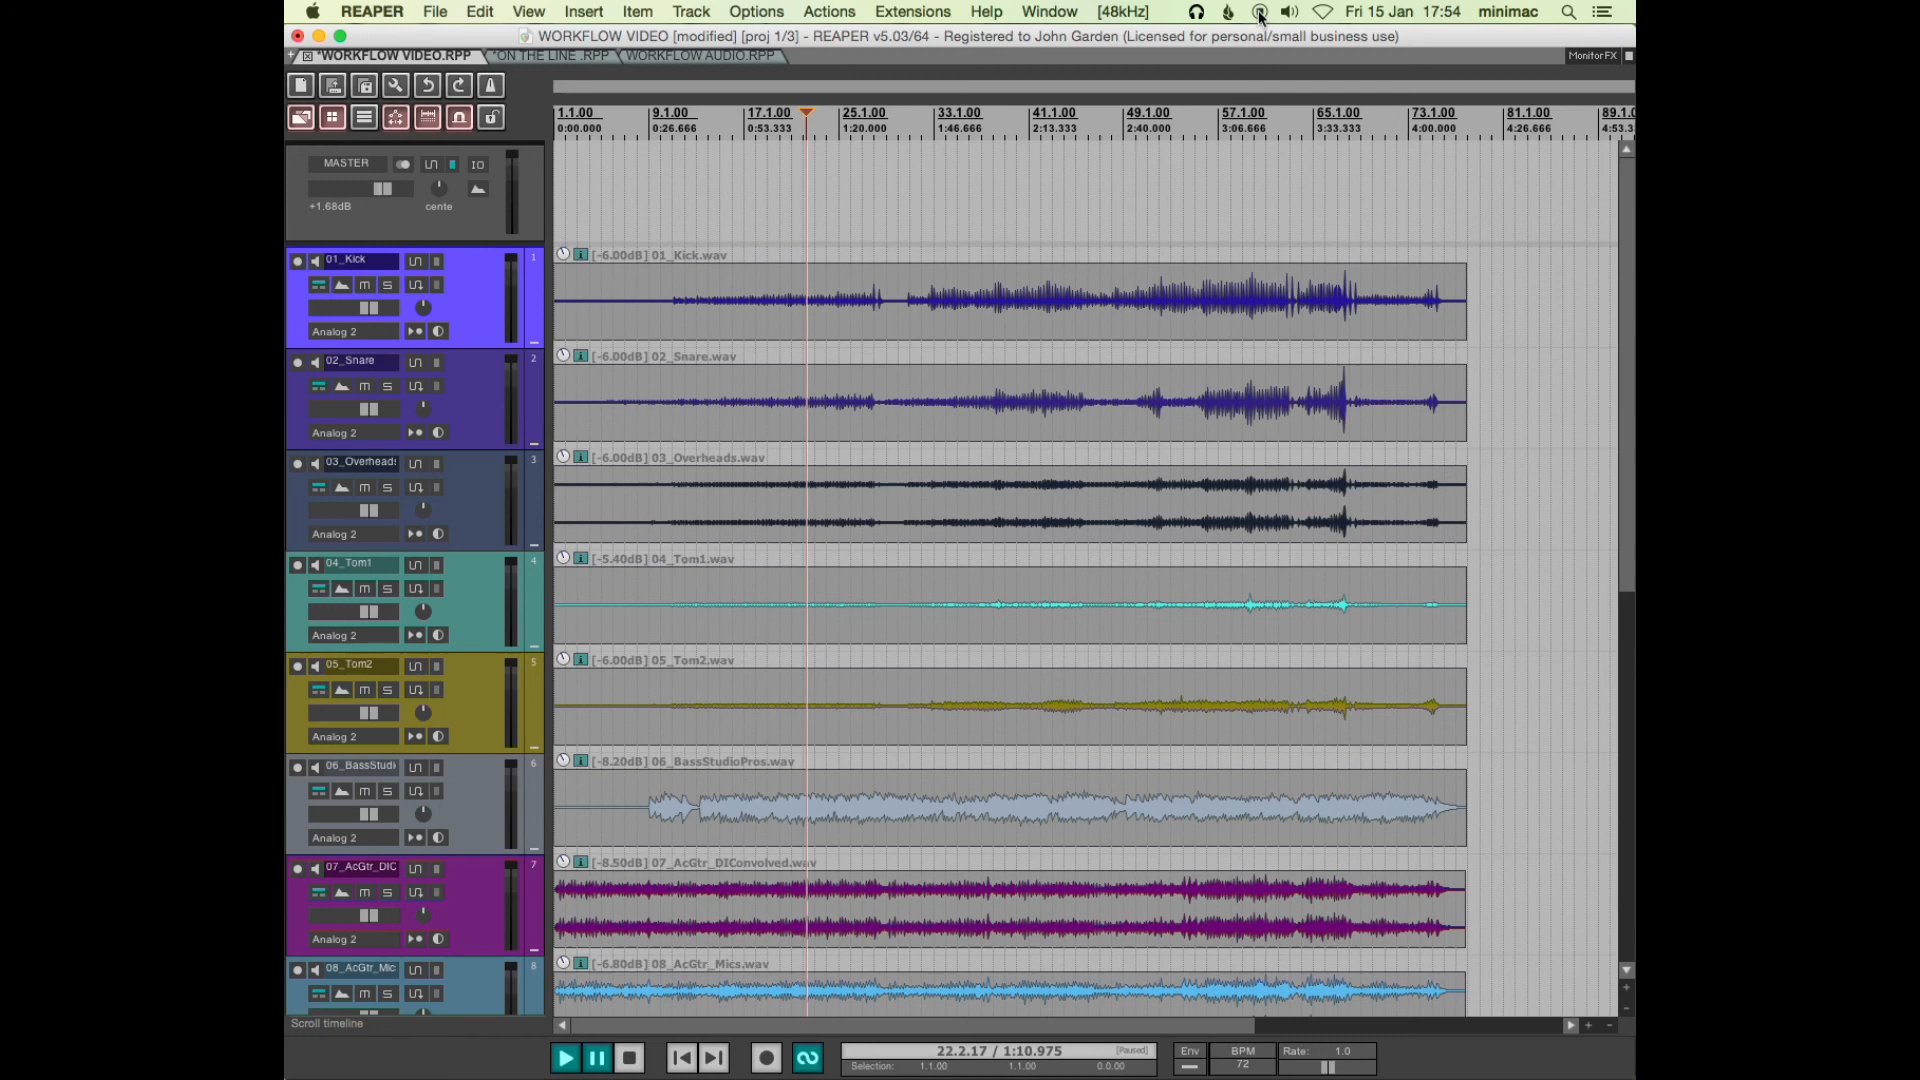 REAPER File Edit View Insert Item Track Options Actions Extensions Help Window [48kHz] Fri 15 Jan 17:54 minimac
WORKFLOW VIDEO [modified] [proj 1/3] - REAPER v5.03/64 - Registered to John Garden (Licensed for personal/small business use)
*WORKFLOW VIDEO.RPP *ON THE LINE .RPP WORKFLOW AUDIO.RPP MonitorFX
1.1.00 9.1.00 17.1.00 25.1.00 33.1.00 41.1.00 49.1.00 57.1.00 65.1.00 73.1.00 81.1.00 89.1.0
0:00.000 0:26.666 0:53.333 1:20.000 1:46.666 2:13.333 2:40.000 3:06.666 3:33.333 4:00.000 4:26.666 4:53.3
MASTER IO
+1.68dB cente
01_Kick 1
M S
Analog 2
[-6.00dB] 01_Kick.wav
02_Snare 2
M S
Analog 2
[-6.00dB] 02_Snare.wav
03_Overheads 3
M S
Analog 2
[-6.00dB] 03_Overheads.wav
04_Tom1 4
M S
Analog 2
[-5.40dB] 04_Tom1.wav
05_Tom2 5
M S
Analog 2
[-6.00dB] 05_Tom2.wav
06_BassStudi 6
M S
Analog 2
[-8.20dB] 06_BassStudioPros.wav
07_AcGtr_DIC 7
M S
Analog 2
[-8.50dB] 07_AcGtr_DIConvolved.wav
08_AcGtr_Mic 8
M S
[-6.80dB] 08_AcGtr_Mics.wav
Scroll timeline
22.2.17 / 1:10.975 [Paused]
Selection: 1.1.00 1.1.00 0.0.00
Env
BPM
72
Rate: 1.0